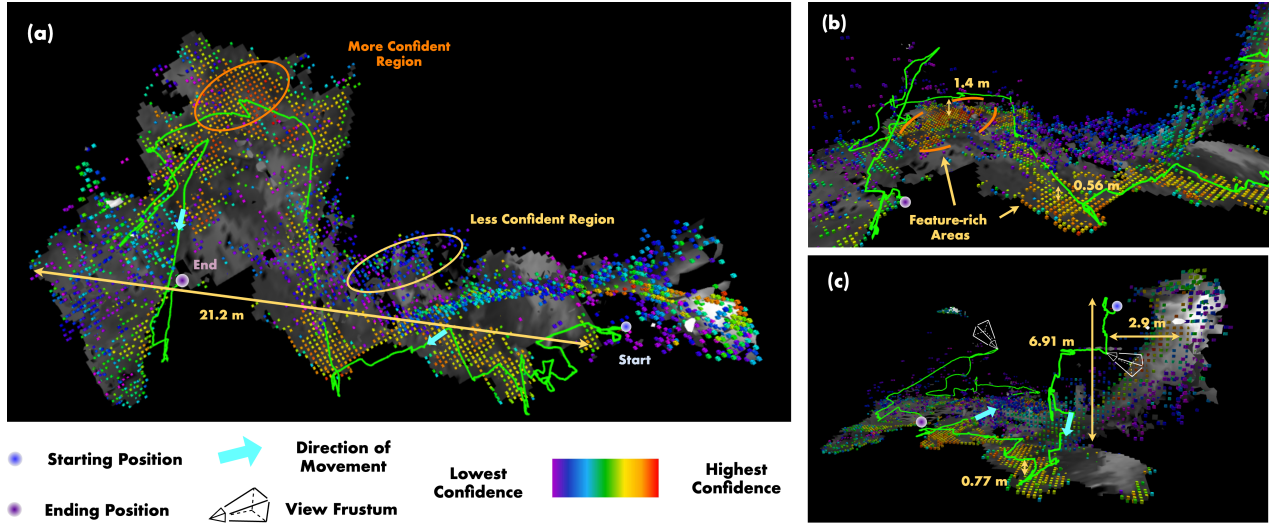 (a)
More Confident
Region
Less Confident Region
End
21.2 m
Start
(b)
1.4 m
0.56 m
Feature-rich
Areas
(c)
2.9 m
6.91 m
0.77 m
Starting Position
Direction of
Movement
Lowest
Confidence
Highest
Confidence
Ending Position
View Frustum